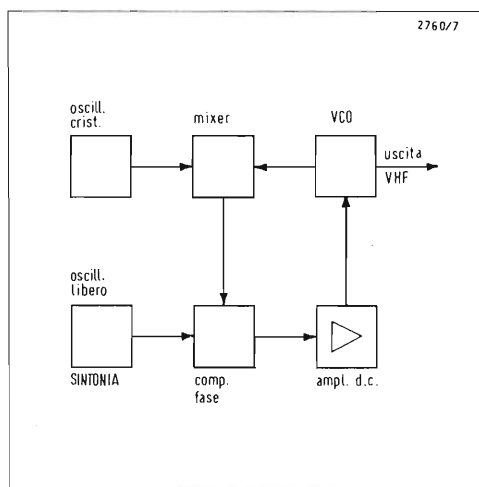 2760/7
oscill.
crist.
mixer
VCO
uscita
VHF
oscill.
libero
SINTONIA
comp.
fase
ampl. d.c.